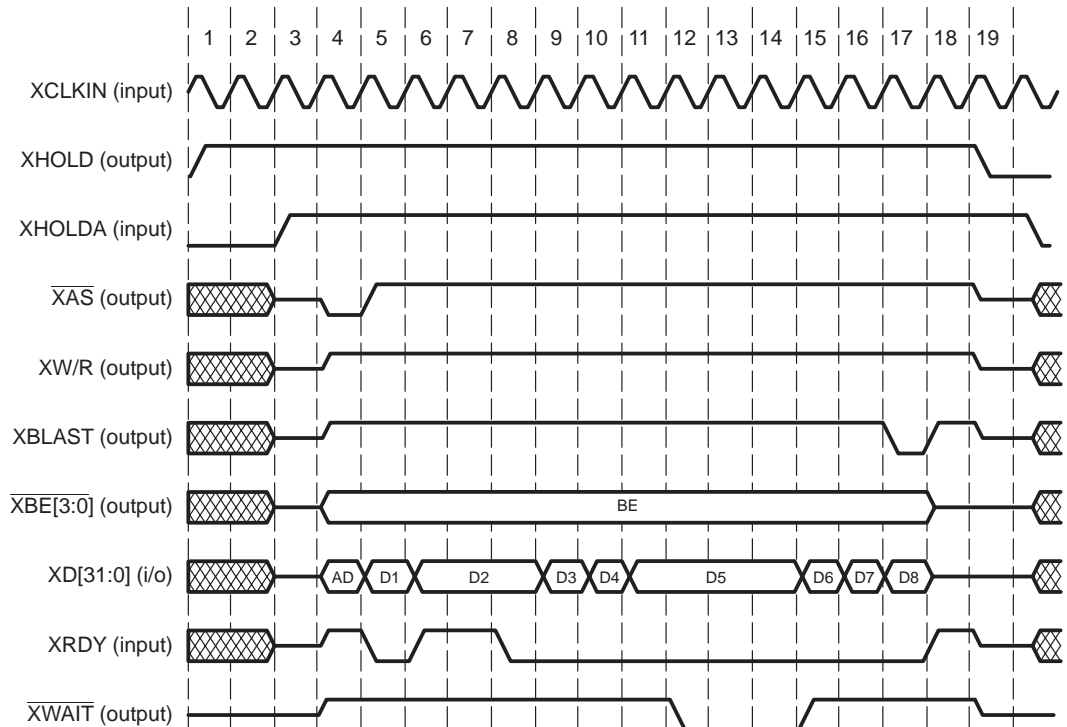 1 2 3 4 5 6 7 8 9 10 11 12 13 14 15 16 17 18 19
XCLKIN (input)
XHOLD (output)
XHOLDA (input)
XAS (output)
XW/R (output)
XBLAST (output)
XBE[3:0] (output) BE
XD[31:0] (i/o) AD D1 D2 D3 D4 D5 D6 D7 D8
XRDY (input)
XWAIT (output)